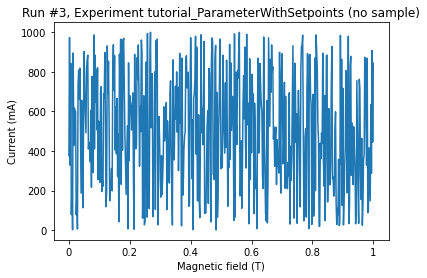 Run #3, Experiment tutorial_ParameterWithSetpoints (no sample)
1000
800
600
400
200
0
Current (mA)
0.0 0.2 0.4 0.6 0.8 1
Magnetic field (T)